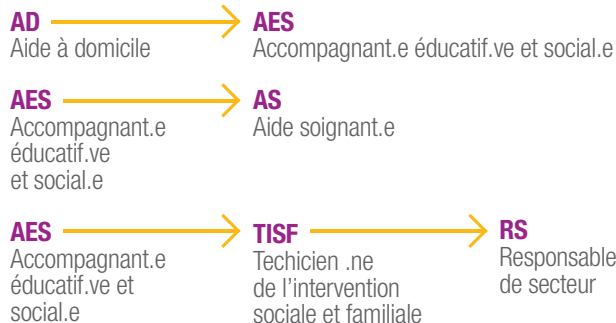 AD
Aide à domicile
AES
Accompagnant.e éducatif.ve et social.e
AES
Accompagnant.e
éducatif.ve
et social.e
AS
Aide soignant.e
AES
Accompagnant.e
éducatif.ve et
social.e
TISF
Techicien .ne
de l’intervention
sociale et familiale
RS
Responsable
de secteur